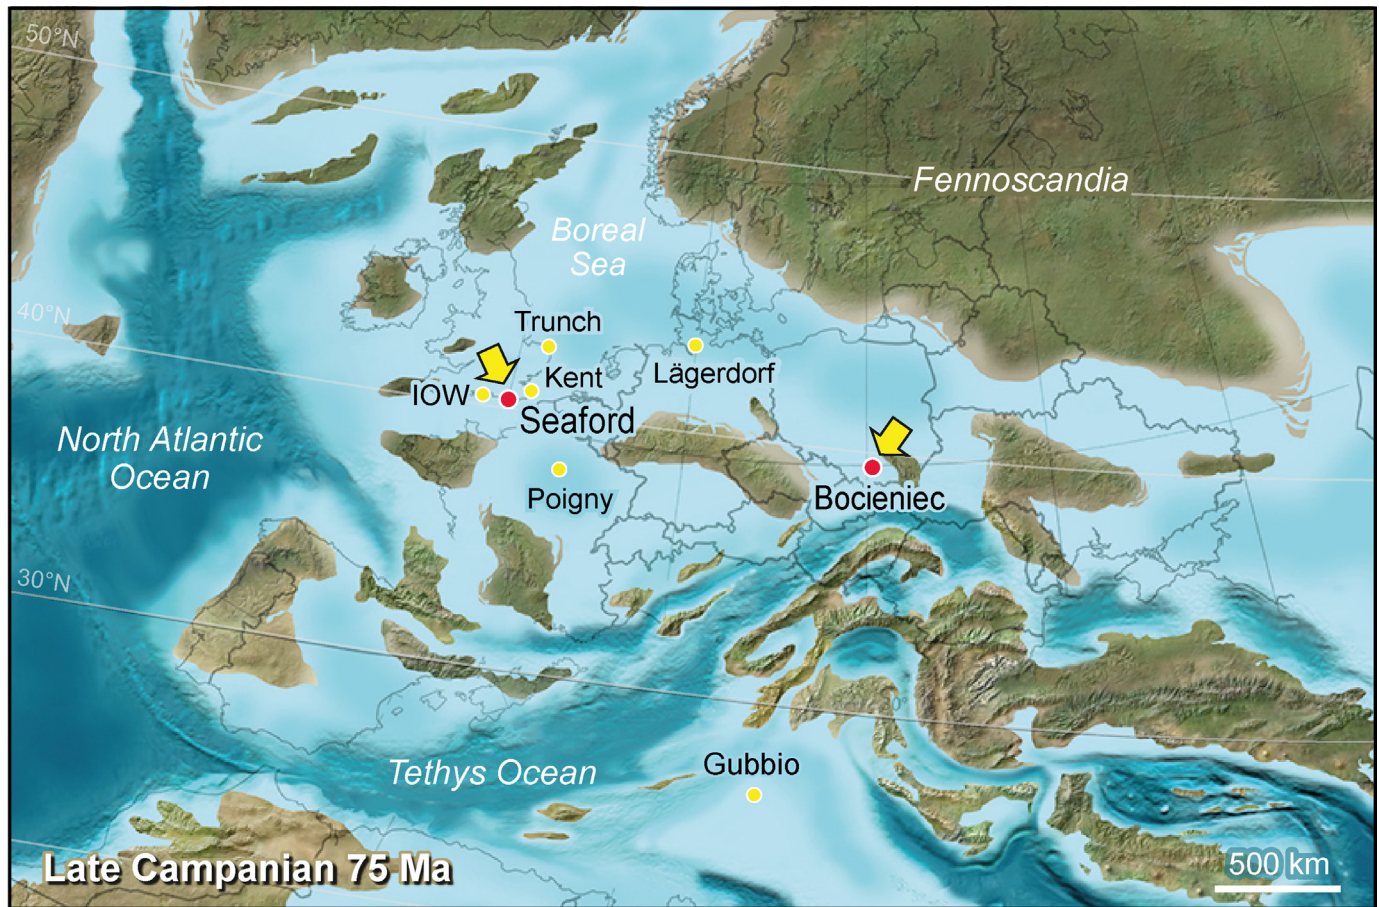 50°N
Fennoscandia
Boreal
Sea
40°N
Trunch
Kent
Lägerdorf
IOW
Seaford
North Atlantic
Ocean
Poigny
Bocieniec
30°N
Tethys Ocean
Gubbio
Late Campanian 75 Ma
500 km